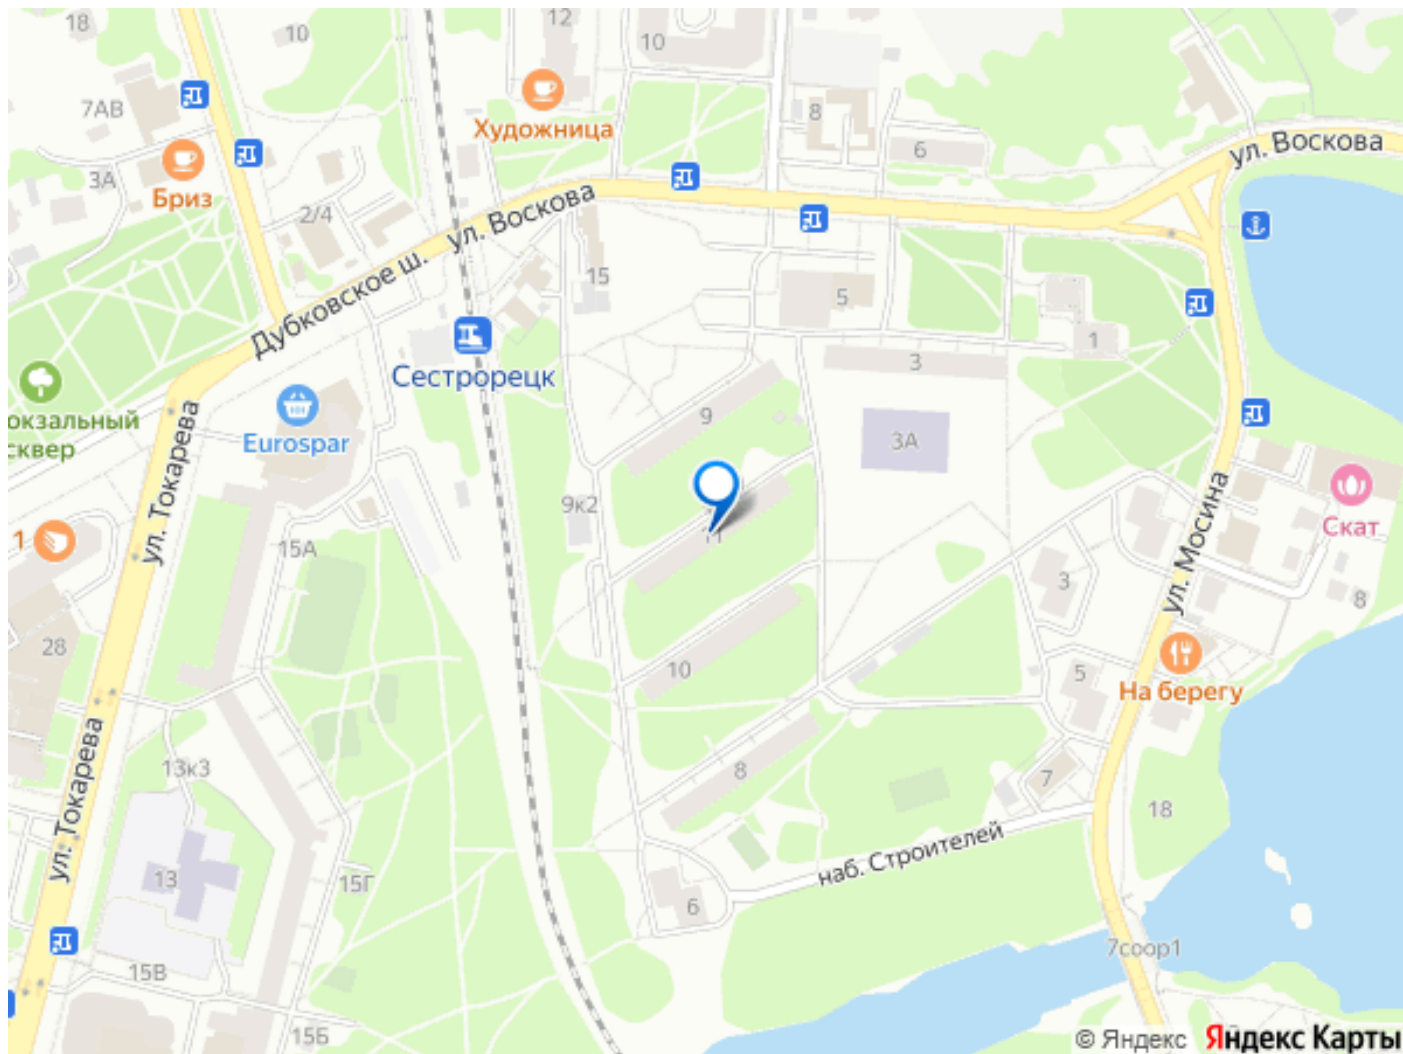 18
10
12
10
7АВ
Художница
8
6
ул. Воскова
3А
Бриз
2/4
ул. Воскова
Дубковское ш.
15
5
1
3
Сестрорецк
окзальный
сквер
Eurospar
ул. Токарева
9
3А
9к2
11
15А
1
Скат
ул. Мосина
3
8
28
10
5
На берегу
ул. Токарева
13к3
8
7
18
наб. Строителей
13
15Г
6
7соор1
15В
15Б
© Яндекс Яндекс Карты